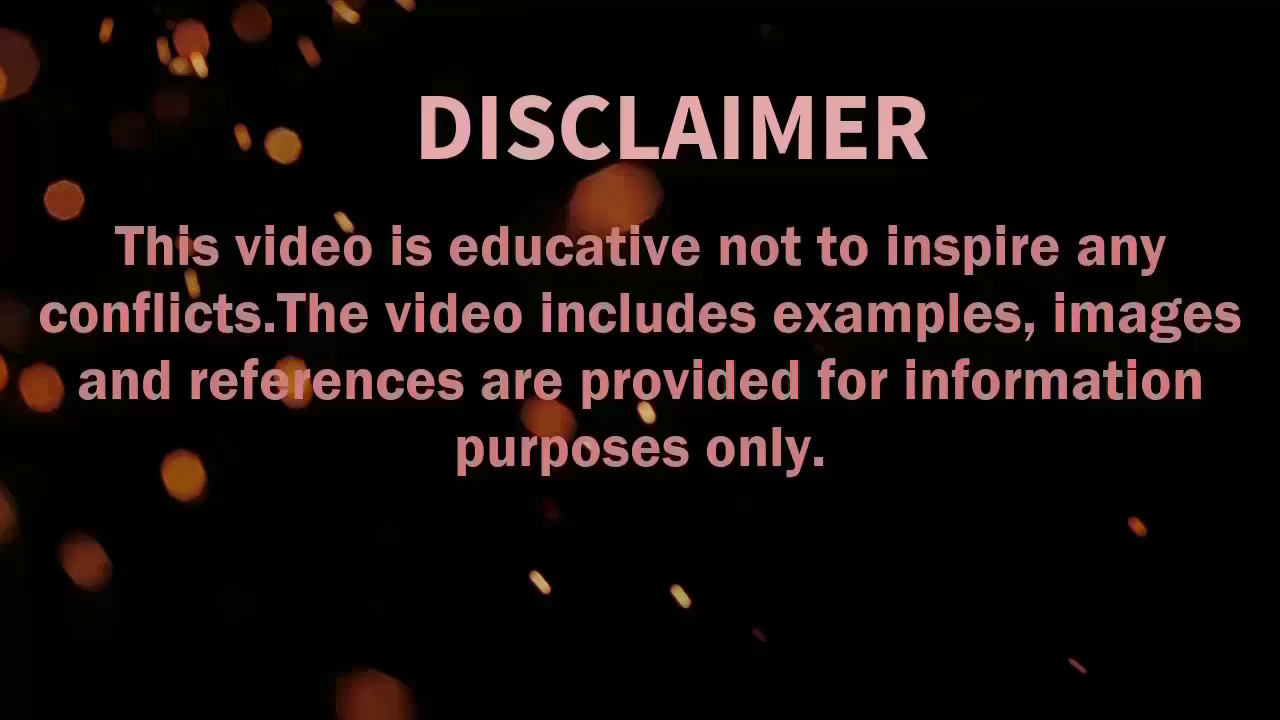 DISCLAIMER
This video is educative not to inspire any
conflicts.The video includes examples, images
and references are provided for information
purposes only.